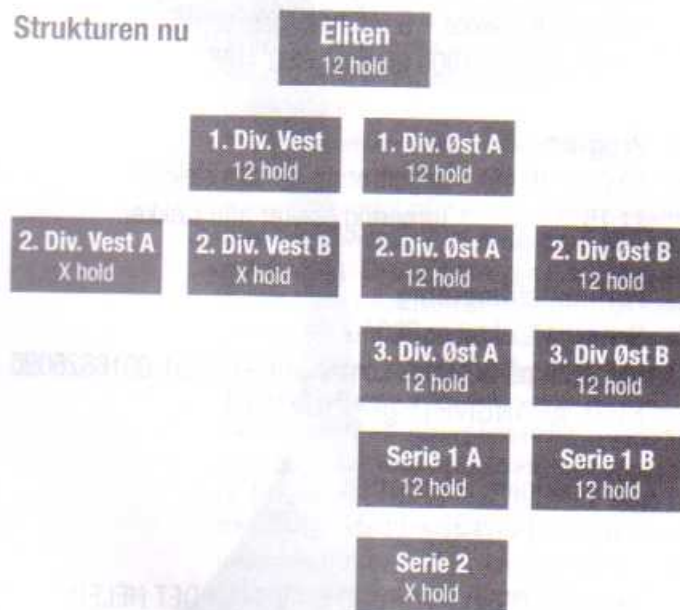 Strukturen nu
Eliten
12 hold
1. Div. Vest
12 hold
1. Div. Øst A
12 hold
2. Div. Vest A
X hold
2. Div. Vest B
X hold
2. Div. Øst A
12 hold
2. Div Øst B
12 hold
3. Div. Øst A
12 hold
3. Div Øst B
12 hold
Serie 1 A
12 hold
Serie 1 B
12 hold
Serie 2
X hold